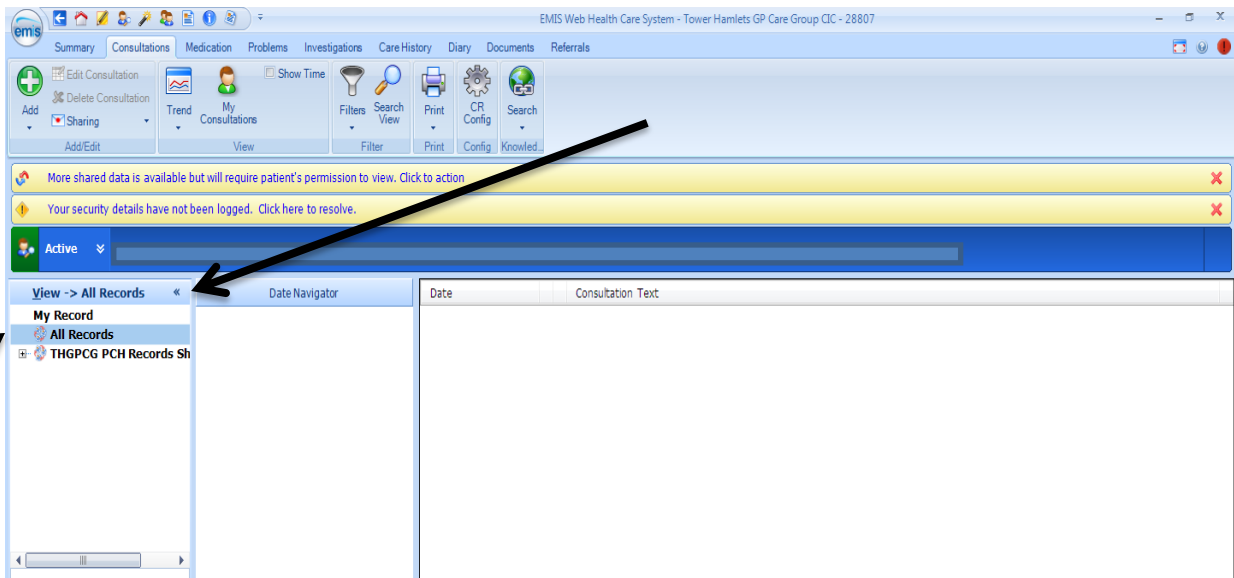 EMIS Web Health Care System - Tower Hamlets GP Care Group CIC - 28807
emis
Summary Consultations Medication Problems Investigations Care History Diary Documents Referrals
Add
Edit Consultation
Delete Consultation
Sharing
Trend
My Consultations
Show Time
Filters
Search View
Print
CR Config
Search
Add/Edit View Filter Print Config Knowled...
More shared data is available but will require patient's permission to view. Click to action
Your security details have not been logged. Click here to resolve.
Active
View -> All Records «
Date Navigator
Date
Consultation Text
My Record
All Records
THGPCG PCH Records Sh